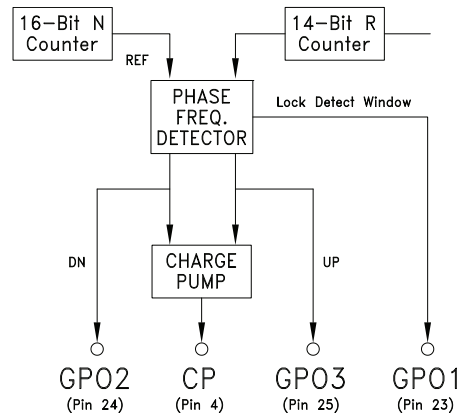 16-Bit N
Counter
14-Bit R
Counter
REF
PHASE
FREQ.
DETECTOR
Lock Detect Window
DN
CHARGE
PUMP
UP
GPO2
(Pin 24)
CP
(Pin 4)
GPO3
(Pin 25)
GPO1
(Pin 23)